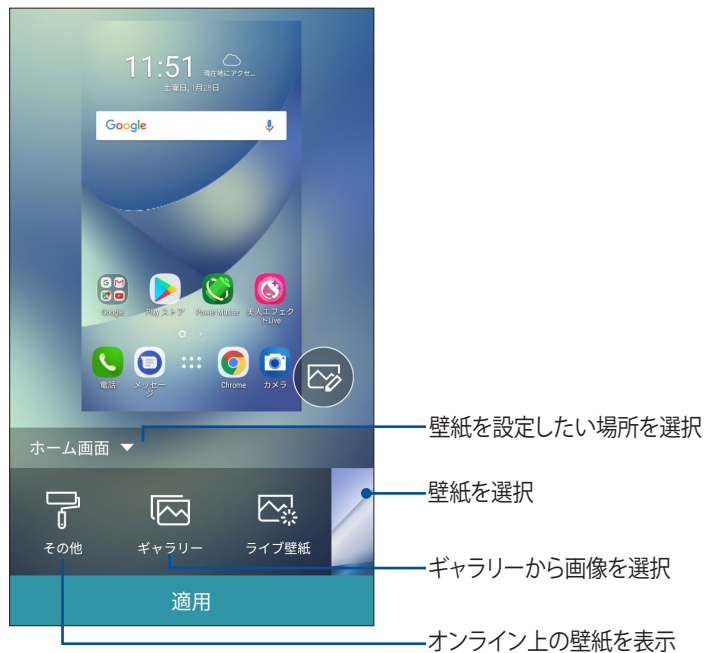 11:51
現在地にアクセ...
土曜日, 1月28日
Google
Google
Play ストア
Power Master
美人エフェク
トLive
電話
メッセー
ジ
Chrome
カメラ
ホーム画面
壁紙を設定したい場所を選択
壁紙を選択
その他
ギャラリー
ライブ壁紙
ギャラリーから画像を選択
適用
オンライン上の壁紙を表示